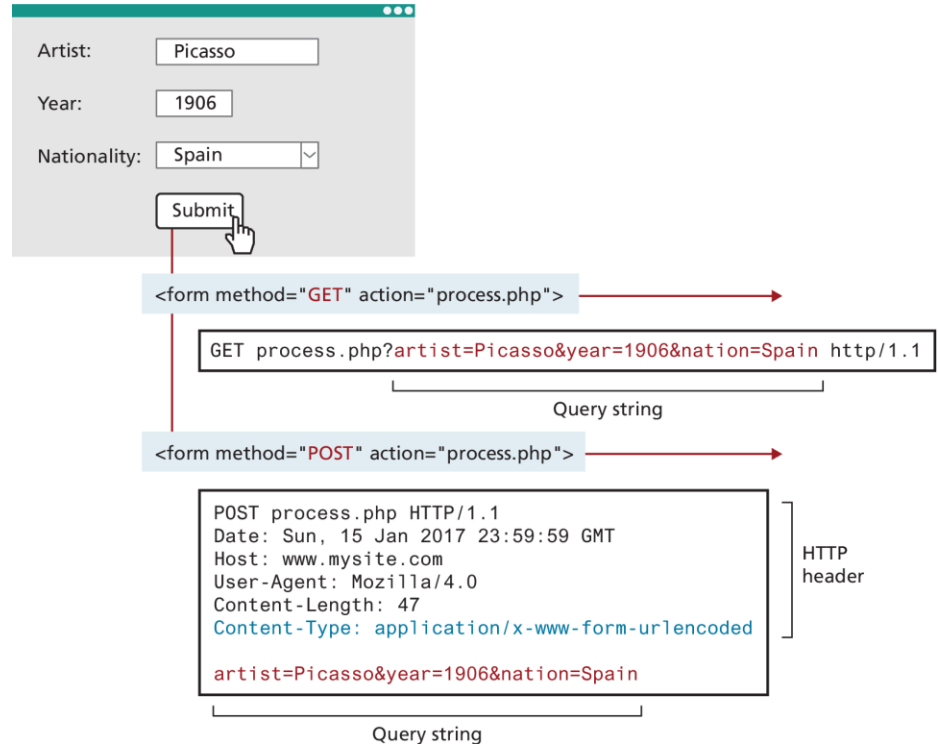 Artist: Picasso
Year: 1906
Nationality: Spain
Submit
<form method="GET" action="process.php">
GET process.php?artist=Picasso&year=1906&nation=Spain http/1.1
Query string
<form method="POST" action="process.php">
POST process.php HTTP/1.1
Date: Sun, 15 Jan 2017 23:59:59 GMT
Host: www.mysite.com
User-Agent: Mozilla/4.0
Content-Length: 47
Content-Type: application/x-www-form-urlencoded
HTTP
header
artist=Picasso&year=1906&nation=Spain
Query string